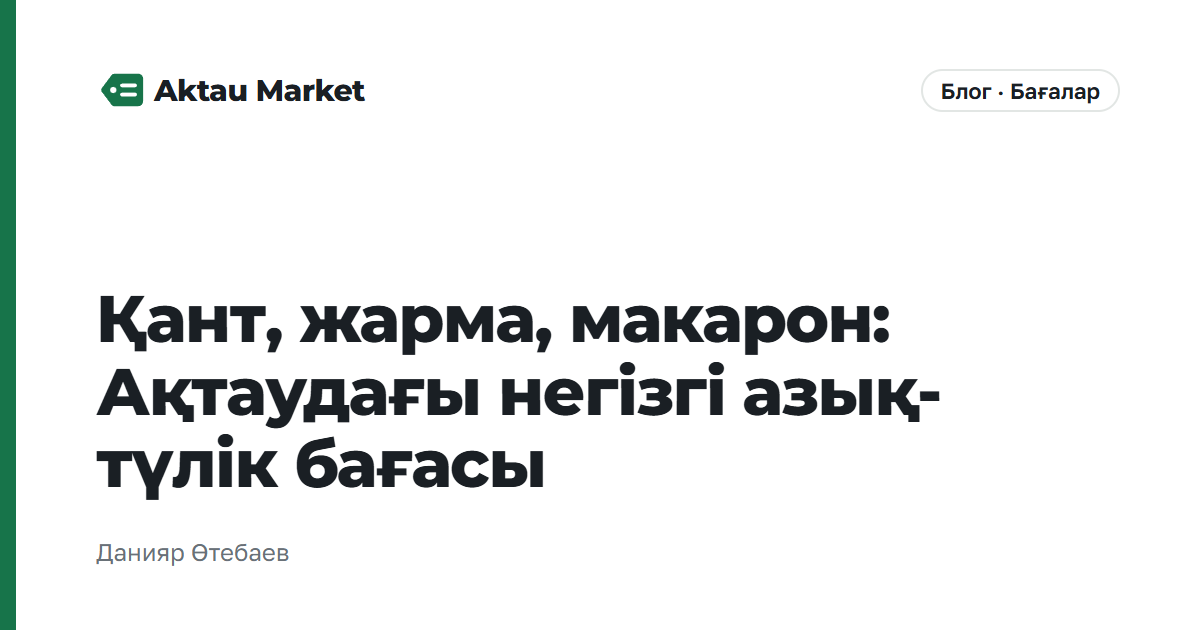 Aktau Market
Блог · Бағалар
Қант, жарма, макарон:
Ақтаудағы негізгі азық-
түлік бағасы
Данияр Өтебаев